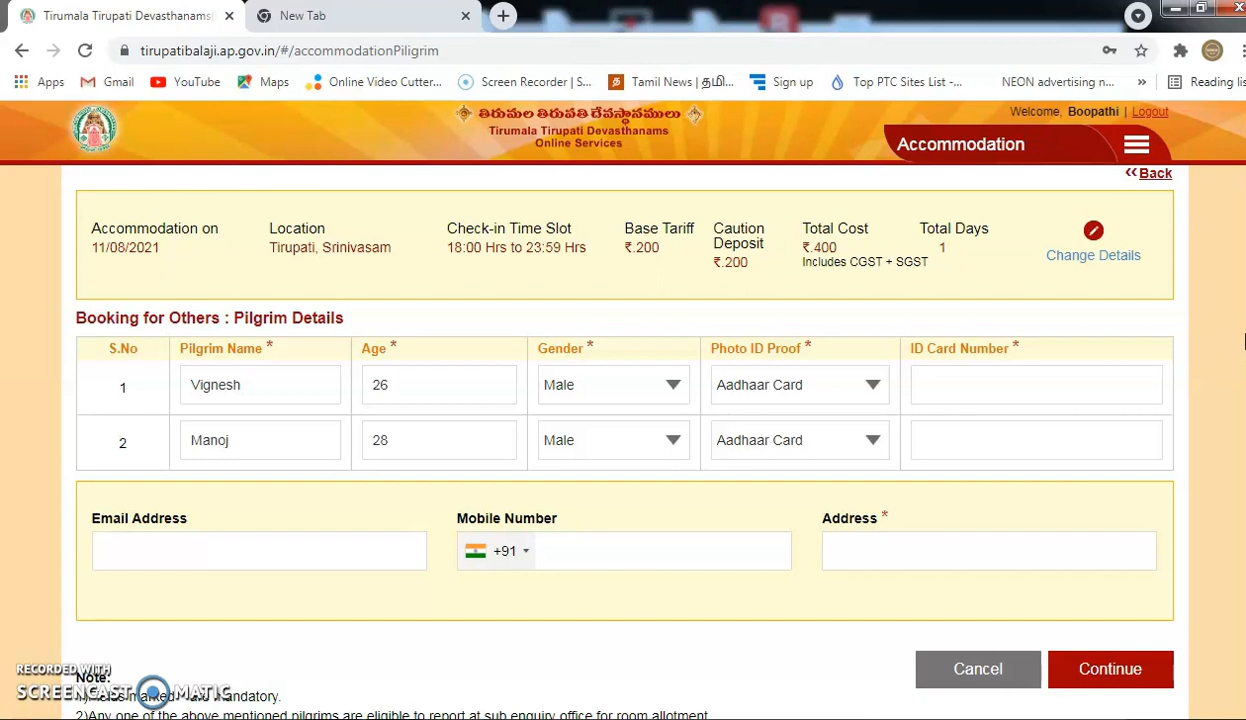 Tirumala Tirupati Devasthanams
New Tab
tirupatibalaji.ap.gov.in/#/accommodationPiligrim
Apps Gmail YouTube Maps Online Video Cutter... Screen Recorder | S... Tamil News | தமி... Sign up Top PTC Sites List -... NEON advertising n... » Reading list
తిరుమల తిరుపతి దేవస్థానములు
Tirumala Tirupati Devasthanams
Online Services
Welcome, Boopathi | Logout
Accommodation
Back
Accommodation on Location Check-in Time Slot Base Tariff Caution Deposit Total Cost Total Days
11/08/2021 Tirupati, Srinivasam 18:00 Hrs to 23:59 Hrs ₹.200 ₹.200 ₹.400 1
Includes CGST + SGST
Change Details
Booking for Others : Pilgrim Details
S.No Pilgrim Name * Age * Gender * Photo ID Proof * ID Card Number *
1 Vignesh 26 Male Aadhaar Card
2 Manoj 28 Male Aadhaar Card
Email Address Mobile Number Address *
+91
Cancel Continue
RECORDED WITH
Note:
SCREENCAST MATIC
mandatory.
2)Any one of the above mentioned pilgrims are eligible to report at sub enquiry office for room allotment